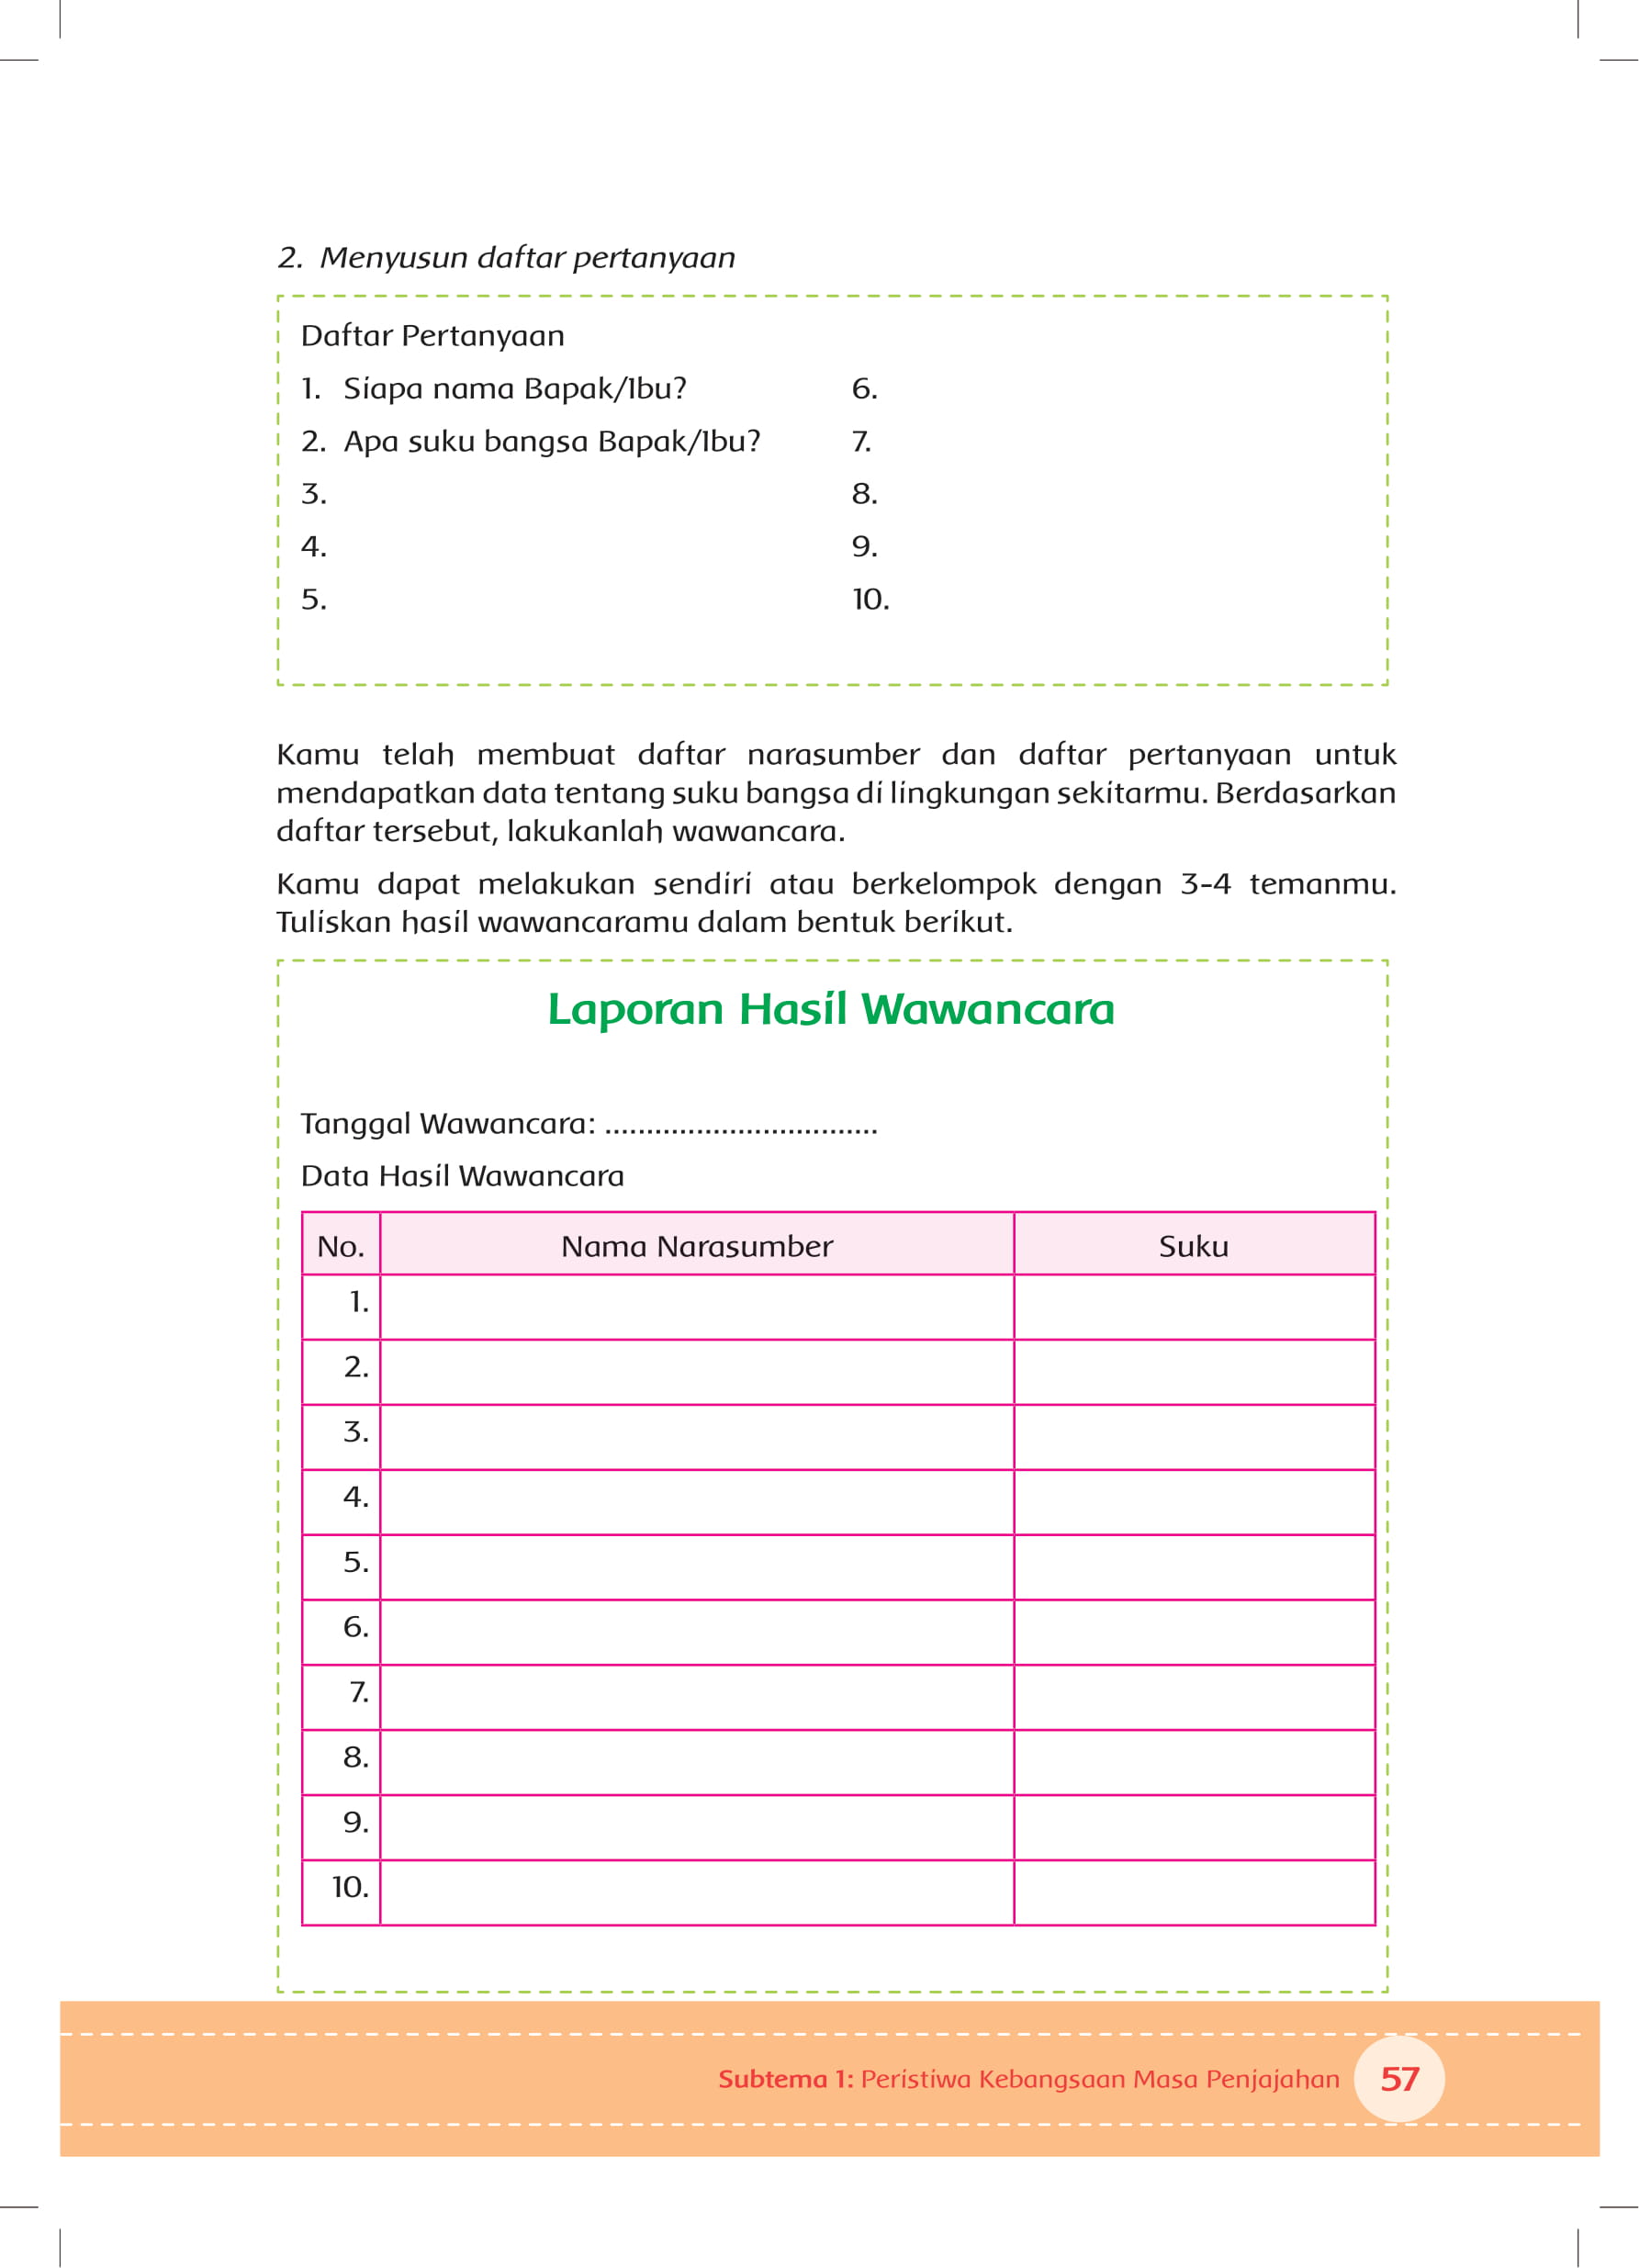 2. Menyusun daftar pertanyaan
Daftar Pertanyaan
1. Siapa nama Bapak/Ibu?
2. Apa suku bangsa Bapak/Ibu?
3.
4.
5.
6.
7.
8.
9.
10.
Kamu telah membuat daftar narasumber dan daftar pertanyaan untuk
mendapatkan data tentang suku bangsa di lingkungan sekitarmu. Berdasarkan
daftar tersebut, lakukanlah wawancara.
Kamu dapat melakukan sendiri atau berkelompok dengan 3-4 temanmu.
Tuliskan hasil wawancaramu dalam bentuk berikut.
Laporan Hasil Wawancara
Tanggal Wawancara: .................................
Data Hasil Wawancara
No. Nama Narasumber Suku
1.
2.
3.
4.
5.
6.
7.
8.
9.
10.
Subtema 1: Peristiwa Kebangsaan Masa Penjajahan 57